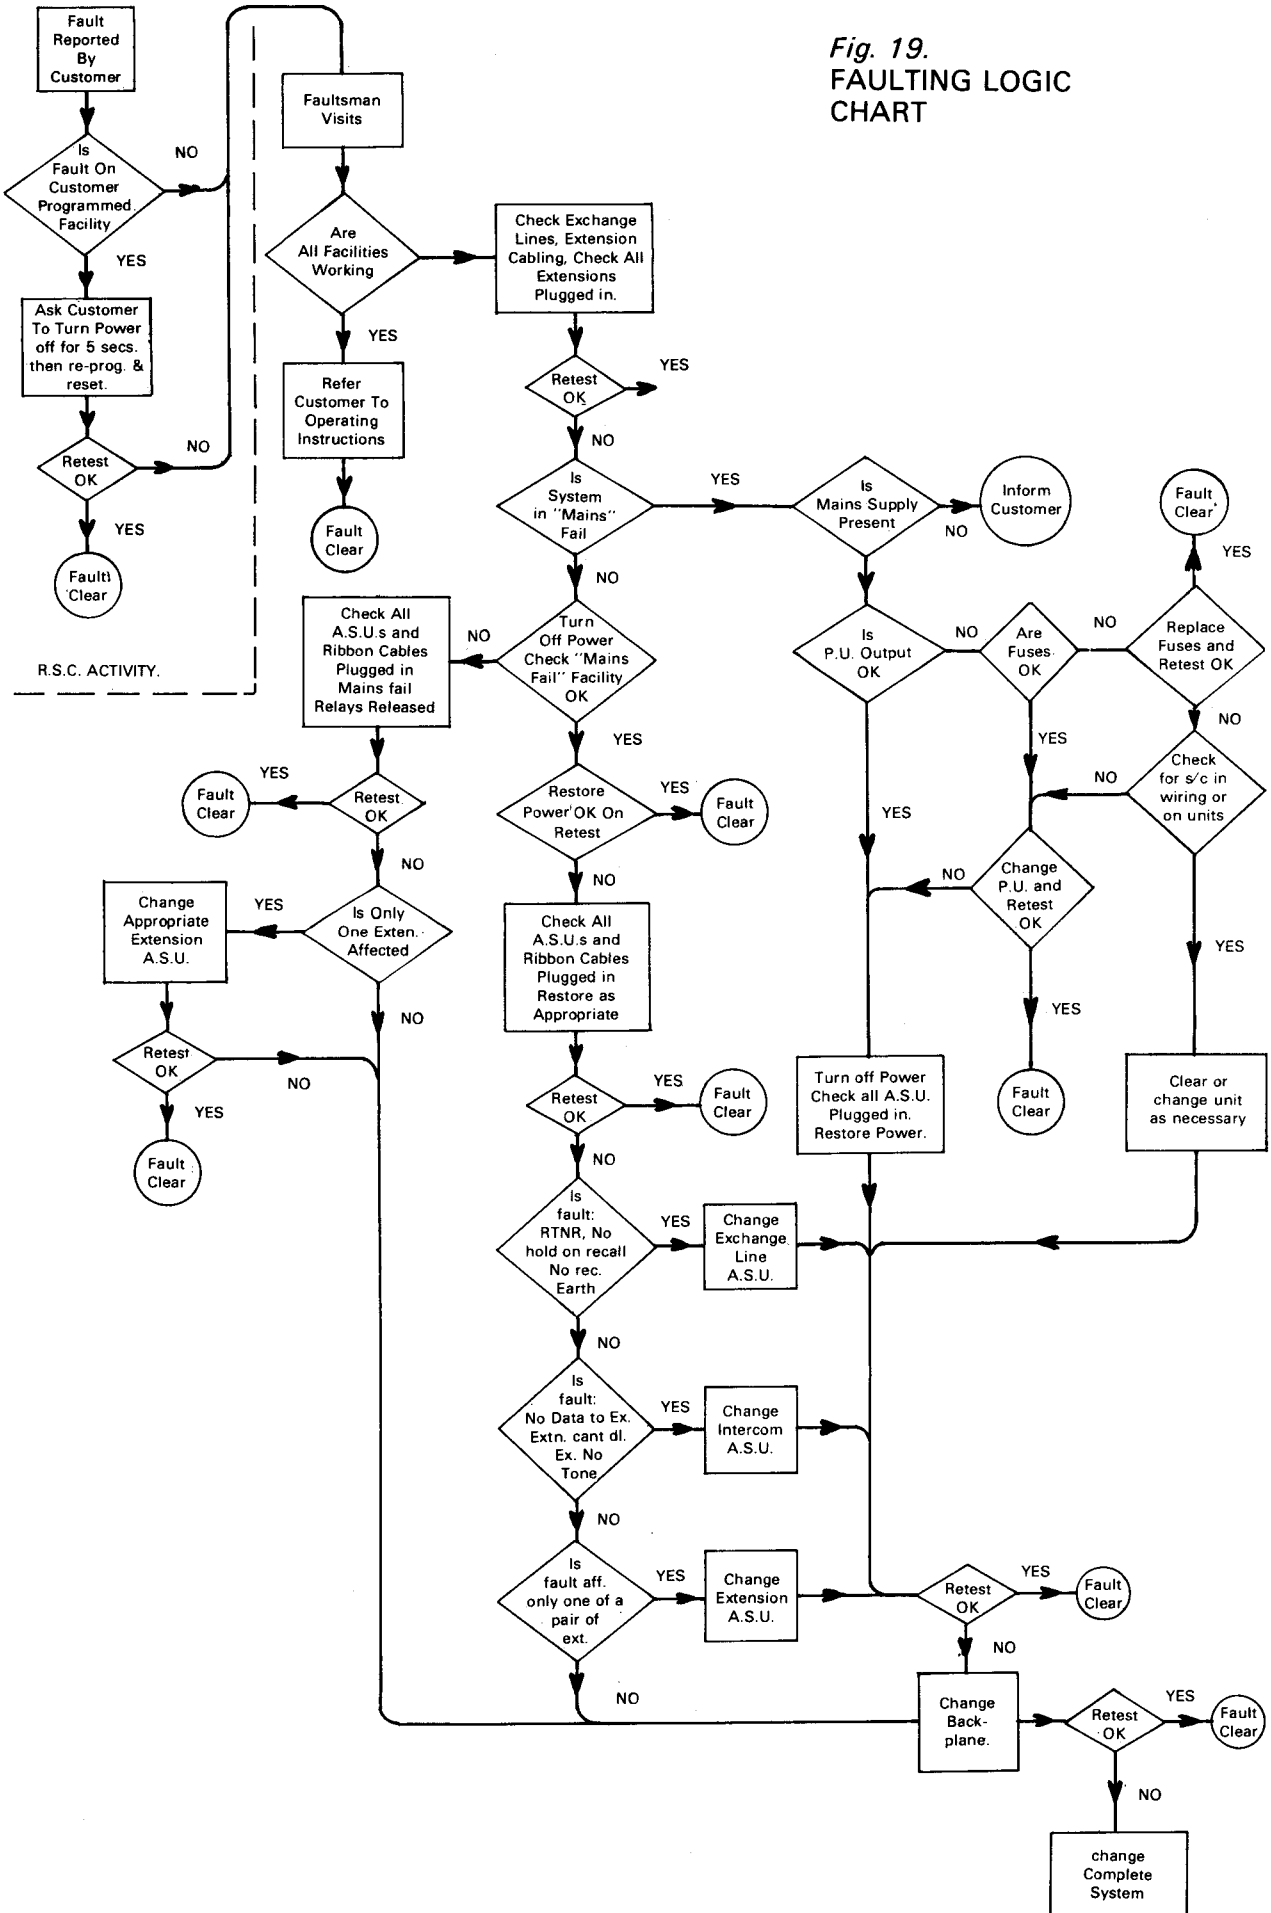 Fig. 19.
FAULTING LOGIC
CHART
Fault
Reported
By
Customer
Is
Fault On
Customer
Programmed.
Facility
NO
YES
Ask Customer
To Turn Power
off for 5 secs.
then re-prog. &
reset.
Retest
OK
NO
YES
Fault
Clear
R.S.C. ACTIVITY.
Faultsman
Visits
Are
All Facilities
Working
YES
Refer
Customer To
Operating
Instructions
Fault
Clear
Check Exchange
Lines, Extension
Cabling, Check All
Extensions
Plugged in.
Retest
OK
YES
NO
Is
System
in "Mains"
Fail
YES
NO
Is
Mains Supply
Present
NO
Inform
Customer
Turn
Off Power
Check "Mains
Fail" Facility
OK
NO
YES
Check All
A.S.U.s and
Ribbon Cables
Plugged in
Mains fail
Relays Released
Retest
OK
YES
Fault
Clear
NO
Is Only
One Exten.
Affected
YES
Change
Appropriate
Extension
A.S.U.
NO
Retest
OK
NO
YES
Fault
Clear
Restore
Power OK On
Retest
YES
Fault
Clear
NO
Check All
A.S.U.s and
Ribbon Cables
Plugged in
Restore as
Appropriate
Retest
OK
YES
Fault
Clear
NO
Is
fault:
RTNR, No
hold on recall
No rec.
Earth
YES
Change
Exchange
Line
A.S.U.
NO
Is
fault:
No Data to Ex.
Extn. cant dl.
Ex. No
Tone
YES
Change
Intercom
A.S.U.
NO
Is
fault aff.
only one of a
pair of
ext.
YES
Change
Extension
A.S.U.
NO
Is
P.U. Output
OK
NO
YES
Are
Fuses
OK
NO
YES
Replace
Fuses and
Retest OK
YES
Fault
Clear
NO
Check
for s/c in
wiring or
on units
NO
YES
Change
P.U. and
Retest
OK
NO
YES
Fault
Clear
Turn off Power
Check all A.S.U.
Plugged in.
Restore Power.
Clear or
change unit
as necessary
Retest
OK
YES
Fault
Clear
NO
Change
Back-
plane.
Retest
OK
YES
Fault
Clear
NO
change
Complete
System